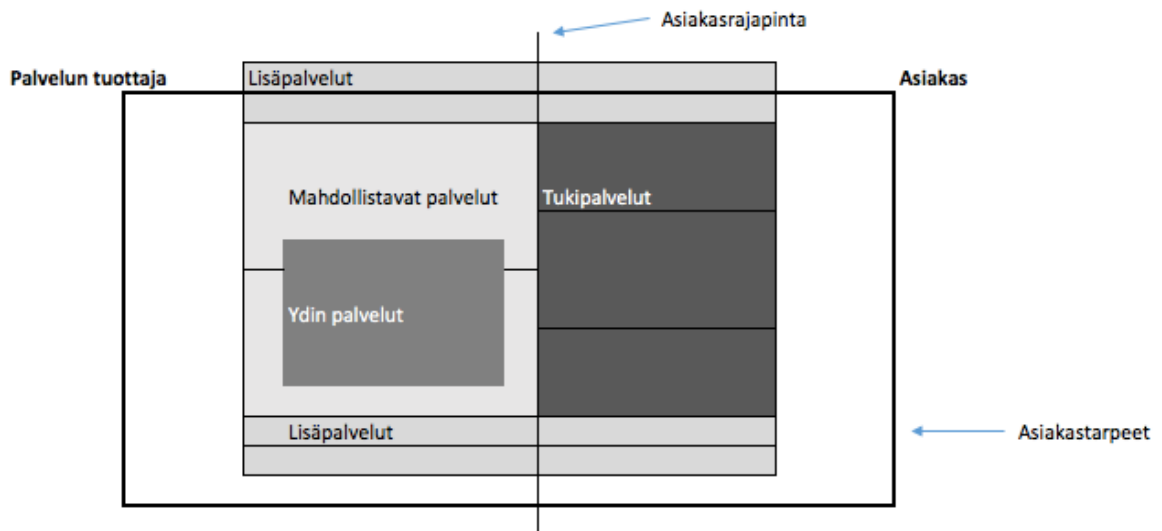 Asiakasrajapinta
Palvelun tuottaja
Lisäpalvelut
Asiakas
Mahdollistavat palvelut
Tukipalvelut
Ydin palvelut
Lisäpalvelut
Asiakastarpeet